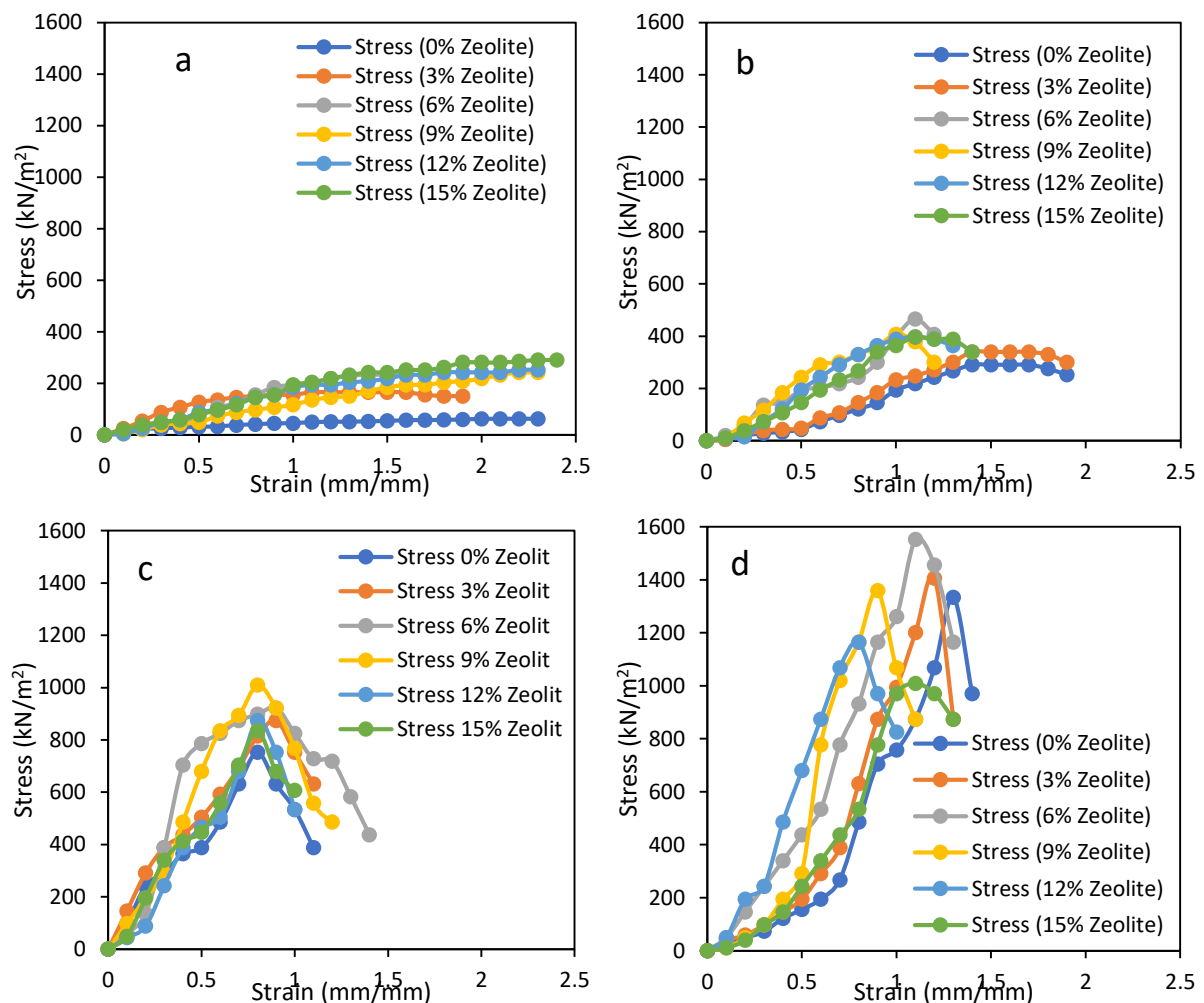 a
1600
1400
1200
1000
800
600
400
200
0
Stress (kN/m²)
Stress (0% Zeolite)
Stress (3% Zeolite)
Stress (6% Zeolite)
Stress (9% Zeolite)
Stress (12% Zeolite)
Stress (15% Zeolite)
0 0.5 1 1.5 2 2.5
Strain (mm/mm)
b
1600
1400
1200
1000
800
600
400
200
0
Stress (kN/m²)
Stress (0% Zeolite)
Stress (3% Zeolite)
Stress (6% Zeolite)
Stress (9% Zeolite)
Stress (12% Zeolite)
Stress (15% Zeolite)
0 0.5 1 1.5 2 2.5
Strain (mm/mm)
c
1600
1400
1200
1000
800
600
400
200
0
Stress (kN/m²)
Stress 0% Zeolit
Stress 3% Zeolit
Stress 6% Zeolit
Stress 9% Zeolit
Stress 12% Zeolit
Stress 15% Zeolit
0 0.5 1 1.5 2 2.5
Strain (mm/mm)
d
1600
1400
1200
1000
800
600
400
200
0
Stress (kN/m²)
Stress (0% Zeolite)
Stress (3% Zeolite)
Stress (6% Zeolite)
Stress (9% Zeolite)
Stress (12% Zeolite)
Stress (15% Zeolite)
0 0.5 1 1.5 2 2.5
Strain (mm/mm)